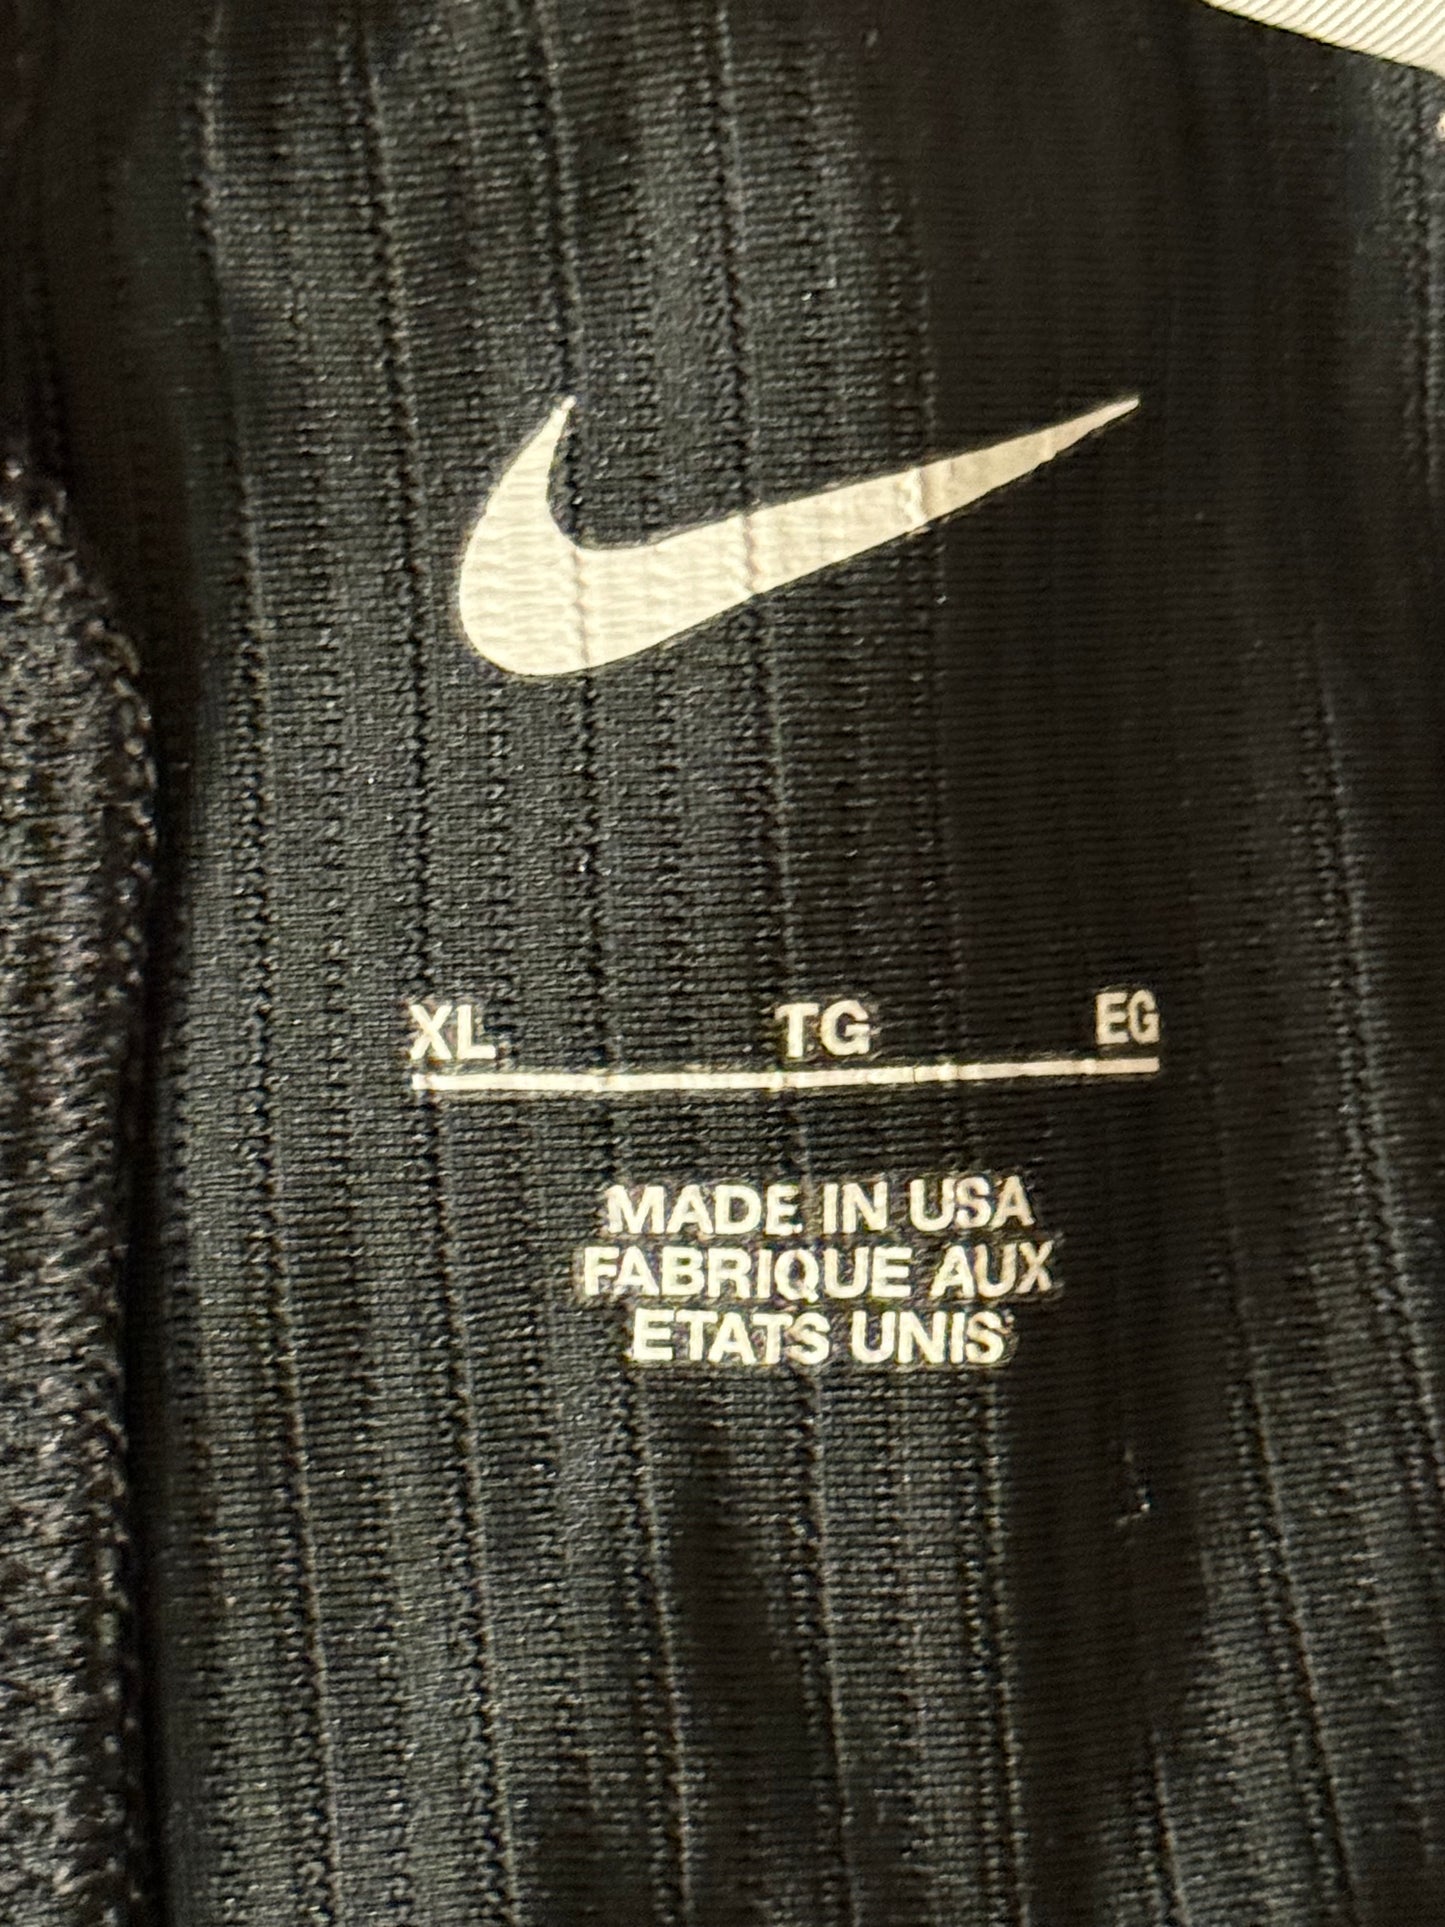 XL TG EG
MADE IN USA
FABRIQUE AUX
ETATS UNIS